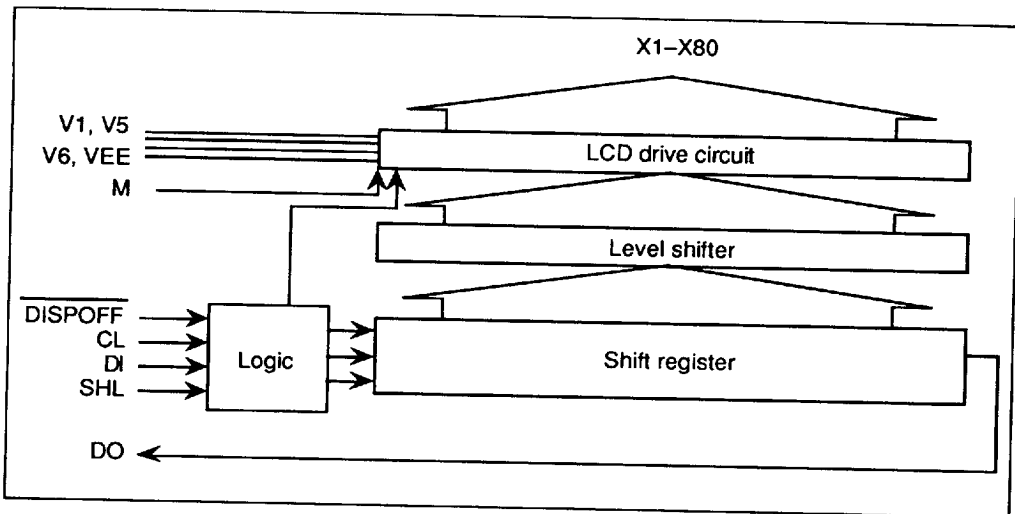 X1–X80
V1, V5
V6, VEE
M
LCD drive circuit
Level shifter
DISPOFF
CL
DI
SHL
Logic
Shift register
DO